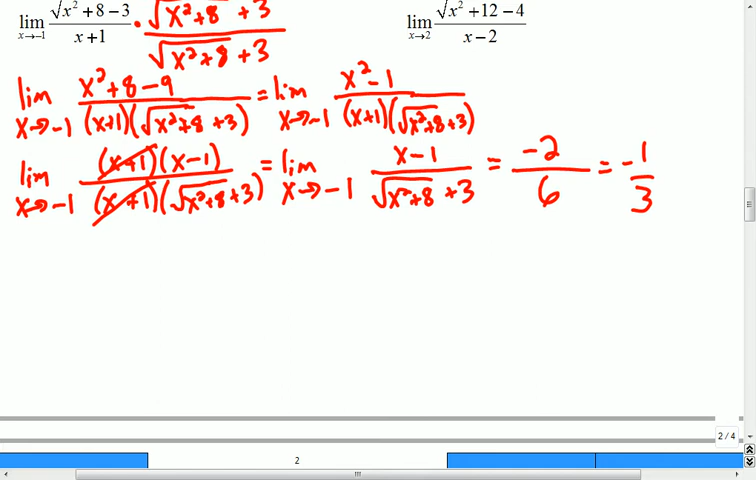 lim x→-1 (√x² + 8 - 3)/(x + 1) · (√x²+8 + 3)/(√x²+8 + 3)
lim x→2 (√x² + 12 - 4)/(x - 2)
lim x→-1 (x²+8-9)/((x+1)(√x²+8 +3)) = lim x→-1 (x²-1)/((x+1)(√x²+8 +3))
lim x→-1 (x+1)(x-1)/((x+1)(√x²+8 +3)) = lim x→-1 (x-1)/(√x²+8 +3) = -2/6 = -1/3
2 / 4
2